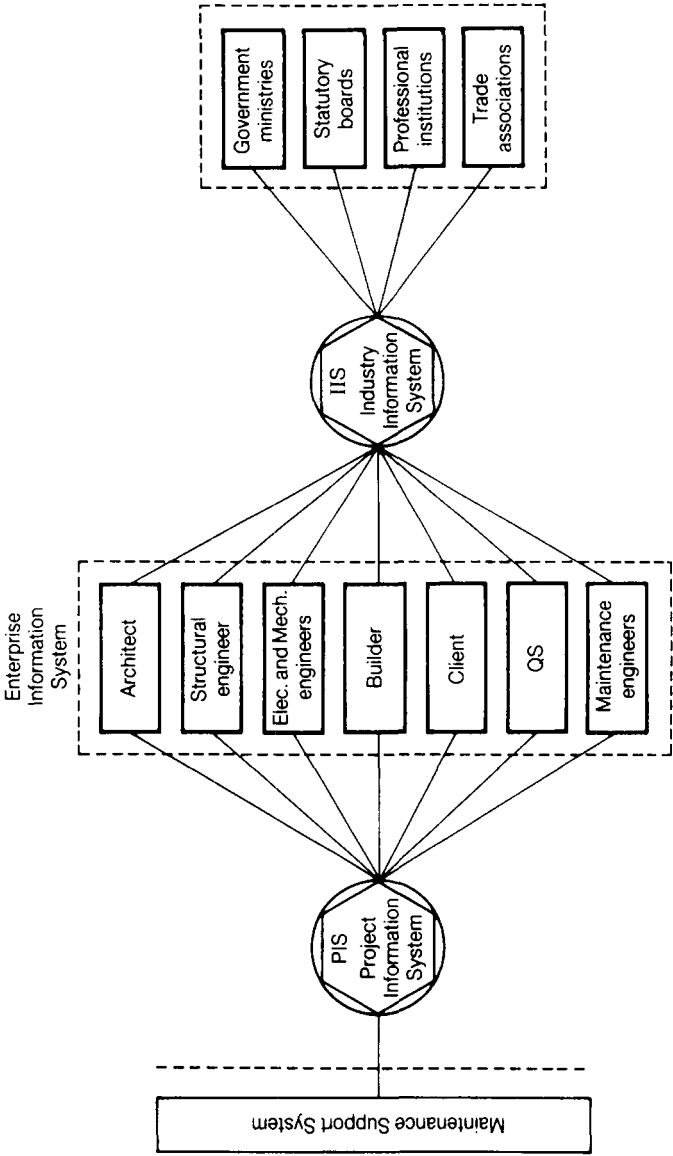 Enterprise
Information
System
Maintenance Support System
PIS
Project
Information
System
Architect
Structural
engineer
Elec. and Mech.
engineers
Builder
Client
QS
Maintenance
engineers
IIS
Industry
Information
System
Government
ministries
Statutory
boards
Professional
institutions
Trade
associations